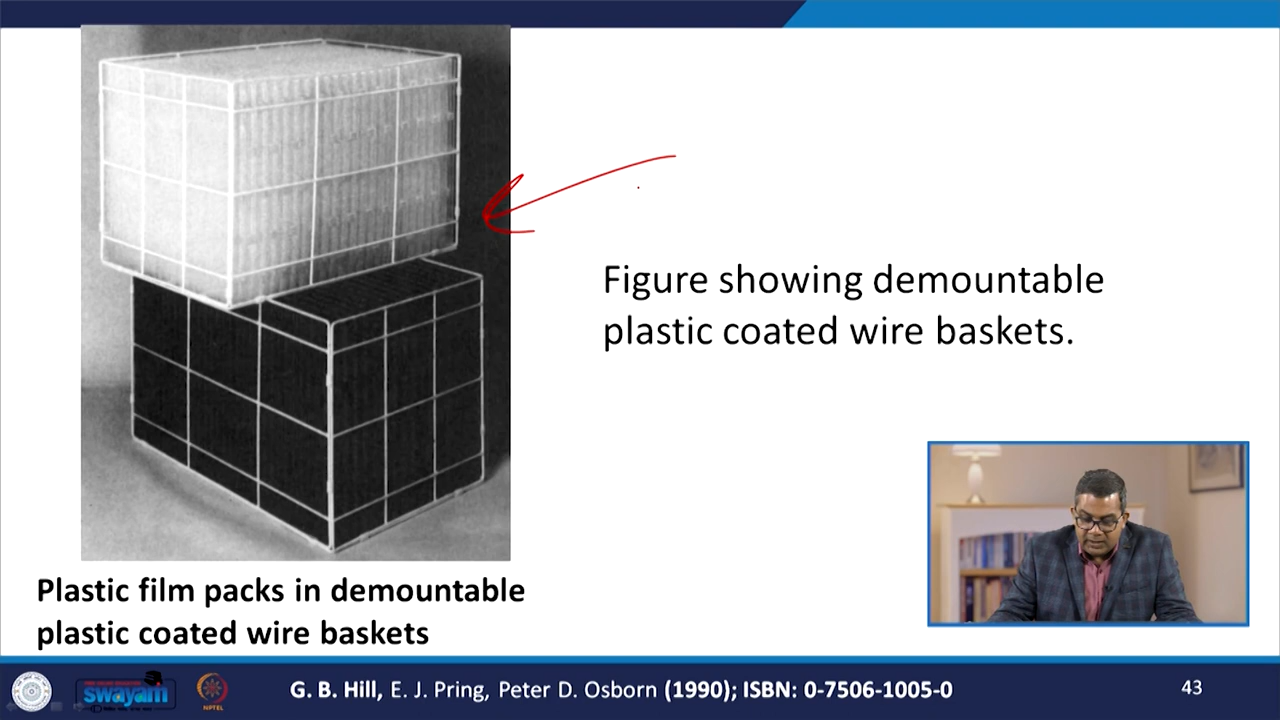 Figure showing demountable
plastic coated wire baskets.
Plastic film packs in demountable
plastic coated wire baskets
swayam
NPTEL
G. B. Hill, E. J. Pring, Peter D. Osborn (1990); ISBN: 0-7506-1005-0
43